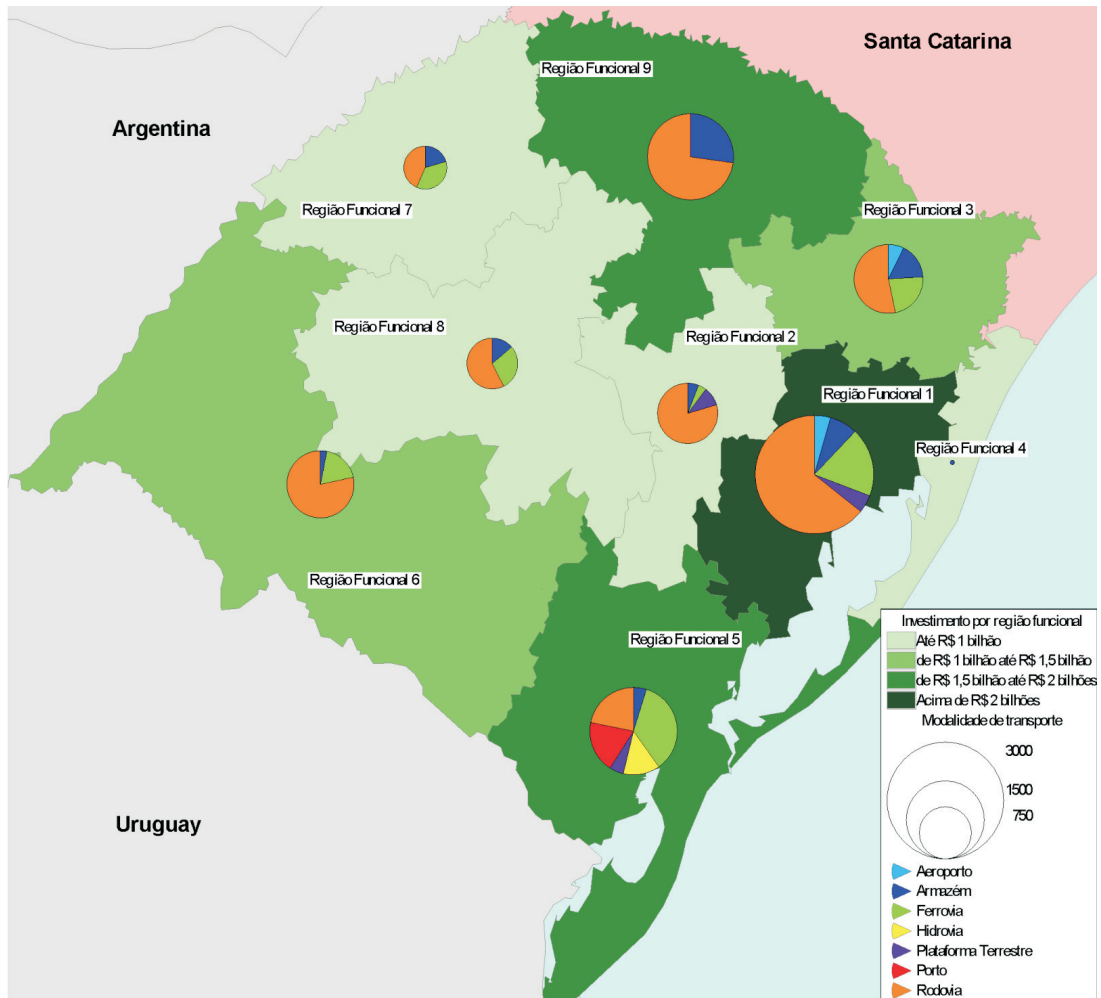 Santa Catarina
Região Funcional 9
Argentina
Região Funcional 7
Região Funcional 3
Região Funcional 8
Região Funcional 2
Região Funcional 1
Região Funcional 4
Região Funcional 6
Região Funcional 5
Uruguay
Investimento por região funcional
Até R$ 1 bilhão
de R$ 1 bilhão até R$ 1,5 bilhão
de R$ 1,5 bilhão até R$ 2 bilhões
Acima de R$ 2 bilhões
Modalidade de transporte
3000
1500
750
Aeroporto
Armazém
Ferrovia
Hidrovia
Plataforma Terrestre
Porto
Rodovia